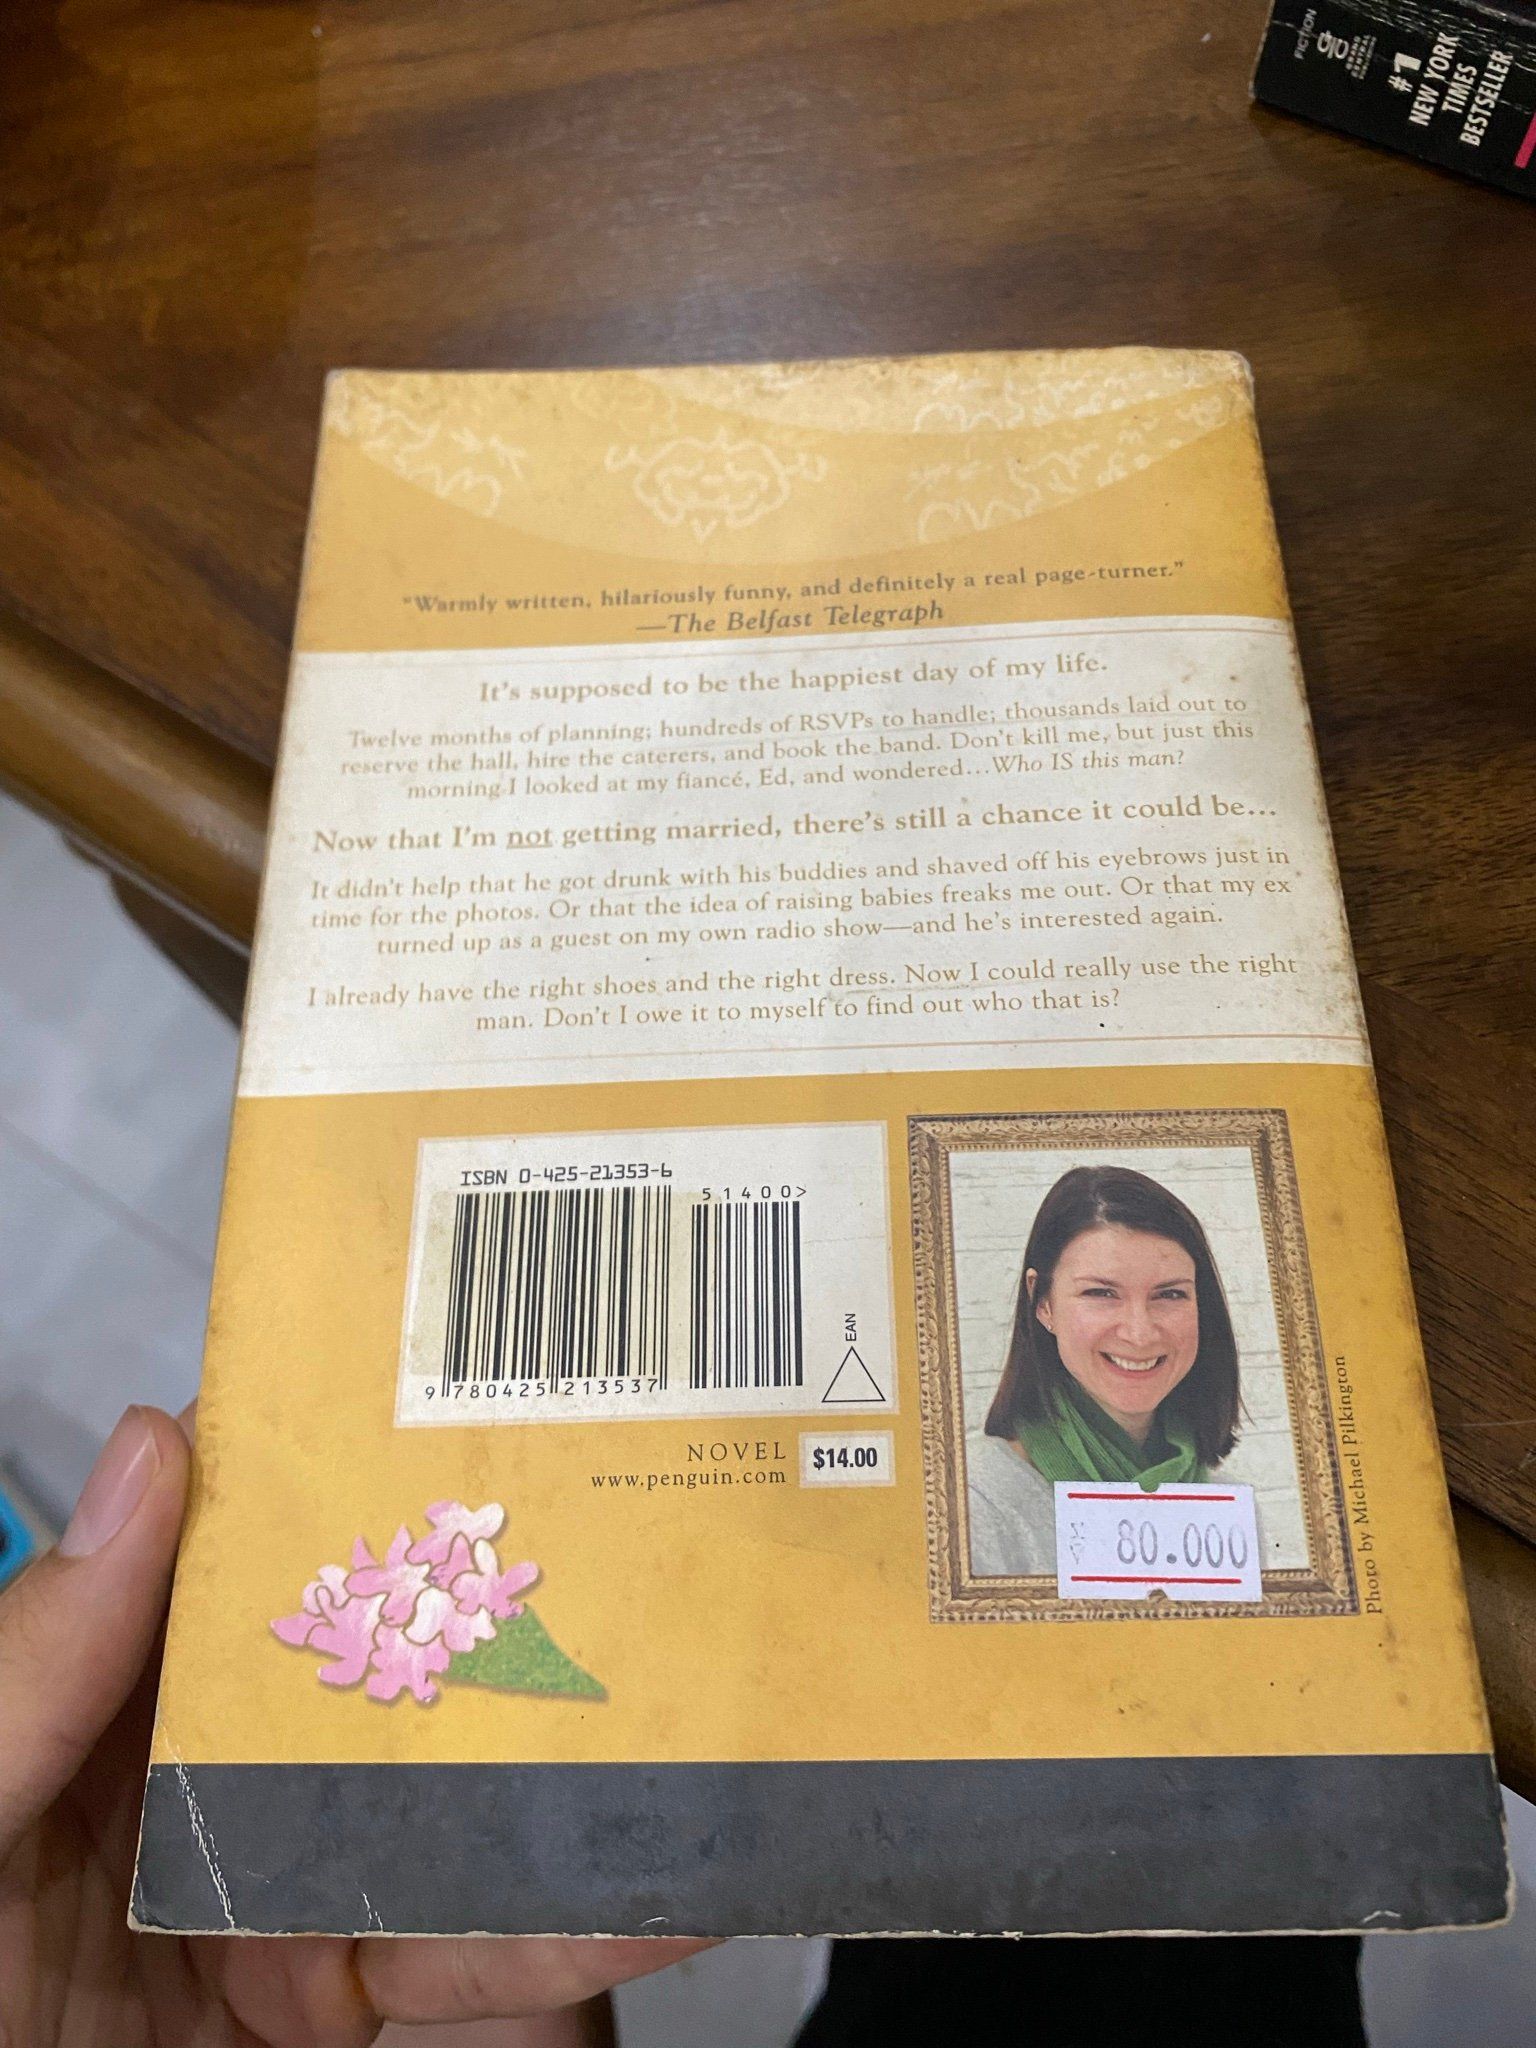 FICTION
GRAND
CENTRAL
#1
NEW YORK
TIMES
BESTSELLER
"Warmly written, hilariously funny, and definitely a real page-turner."
—The Belfast Telegraph
It's supposed to be the happiest day of my life.
Twelve months of planning; hundreds of RSVPs to handle; thousands laid out to
reserve the hall, hire the caterers, and book the band. Don't kill me, but just this
morning I looked at my fiancé, Ed, and wondered...Who IS this man?
Now that I'm not getting married, there's still a chance it could be...
It didn't help that he got drunk with his buddies and shaved off his eyebrows just in
time for the photos. Or that the idea of raising babies freaks me out. Or that my ex
turned up as a guest on my own radio show—and he's interested again.
I already have the right shoes and the right dress. Now I could really use the right
man. Don't I owe it to myself to find out who that is?
ISBN 0-425-21353-6
51400>
9 780425 213537
EAN
NOVEL
www.penguin.com
$14.00
80.000
Photo by Michael Pilkington